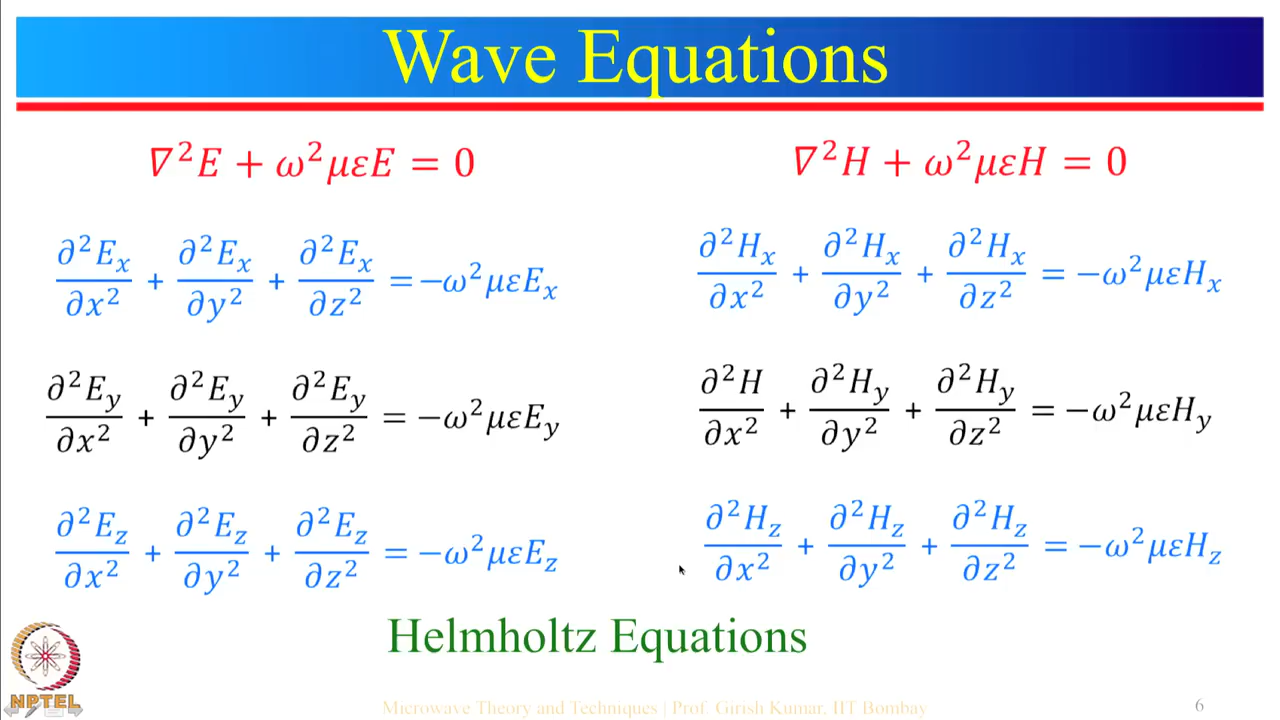 Wave Equations
∇²E + ω²μεE = 0
∇²H + ω²μεH = 0
∂²Eₓ/∂x² + ∂²Eₓ/∂y² + ∂²Eₓ/∂z² = −ω²μεEₓ
∂²Hₓ/∂x² + ∂²Hₓ/∂y² + ∂²Hₓ/∂z² = −ω²μεHₓ
∂²E_y/∂x² + ∂²E_y/∂y² + ∂²E_y/∂z² = −ω²μεE_y
∂²H/∂x² + ∂²H_y/∂y² + ∂²H_y/∂z² = −ω²μεH_y
∂²E_z/∂x² + ∂²E_z/∂y² + ∂²E_z/∂z² = −ω²μεE_z
∂²H_z/∂x² + ∂²H_z/∂y² + ∂²H_z/∂z² = −ω²μεH_z
Helmholtz Equations
NPTEL
Microwave Theory and Techniques | Prof. Girish Kumar, IIT Bombay
6